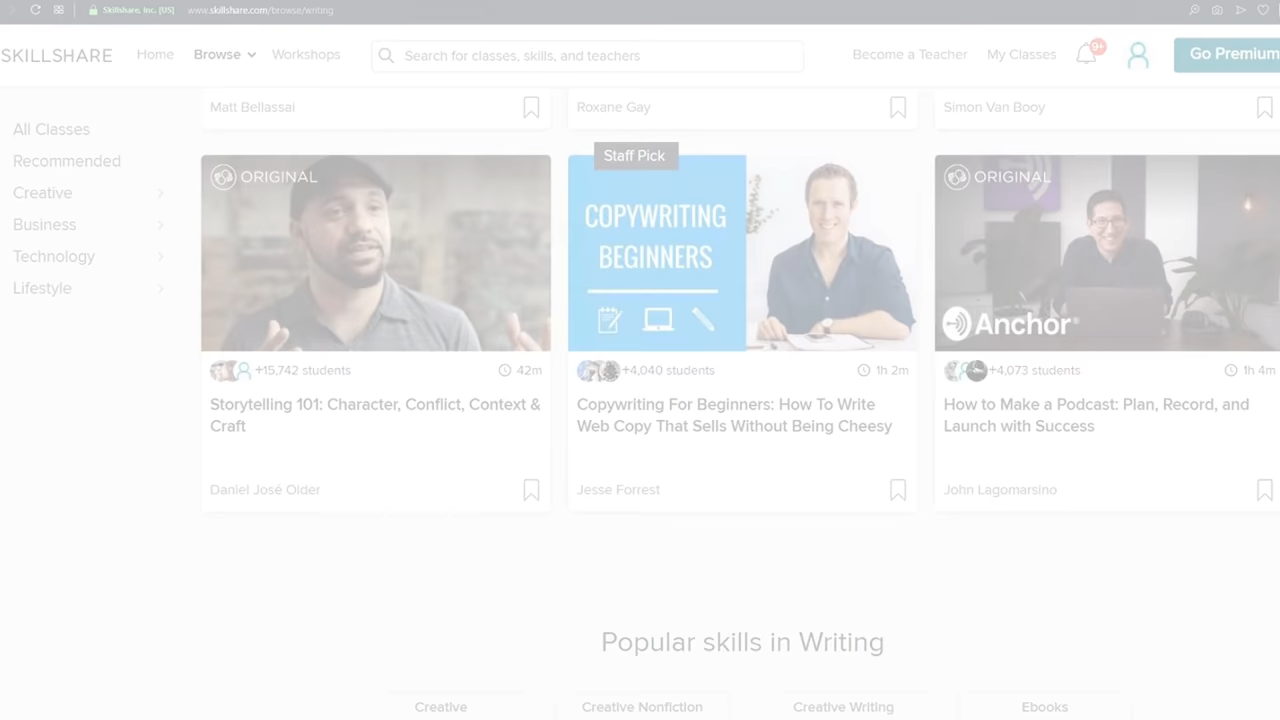 Skillshare, Inc. [US] www.skillshare.com/browse/writing
SKILLSHARE Home Browse Workshops Search for classes, skills, and teachers Become a Teacher My Classes 9+ Go Premium
All Classes
Recommended
Creative
Business
Technology
Lifestyle
Matt Bellassai
Roxane Gay
Simon Van Booy
ORIGINAL
+15,742 students 42m
Storytelling 101: Character, Conflict, Context &
Craft
Daniel José Older
Staff Pick
COPYWRITING
BEGINNERS
+4,040 students 1h 2m
Copywriting For Beginners: How To Write
Web Copy That Sells Without Being Cheesy
Jesse Forrest
ORIGINAL
Anchor®
+4,073 students 1h 4m
How to Make a Podcast: Plan, Record, and
Launch with Success
John Lagomarsino
Popular skills in Writing
Creative
Creative Nonfiction
Creative Writing
Ebooks